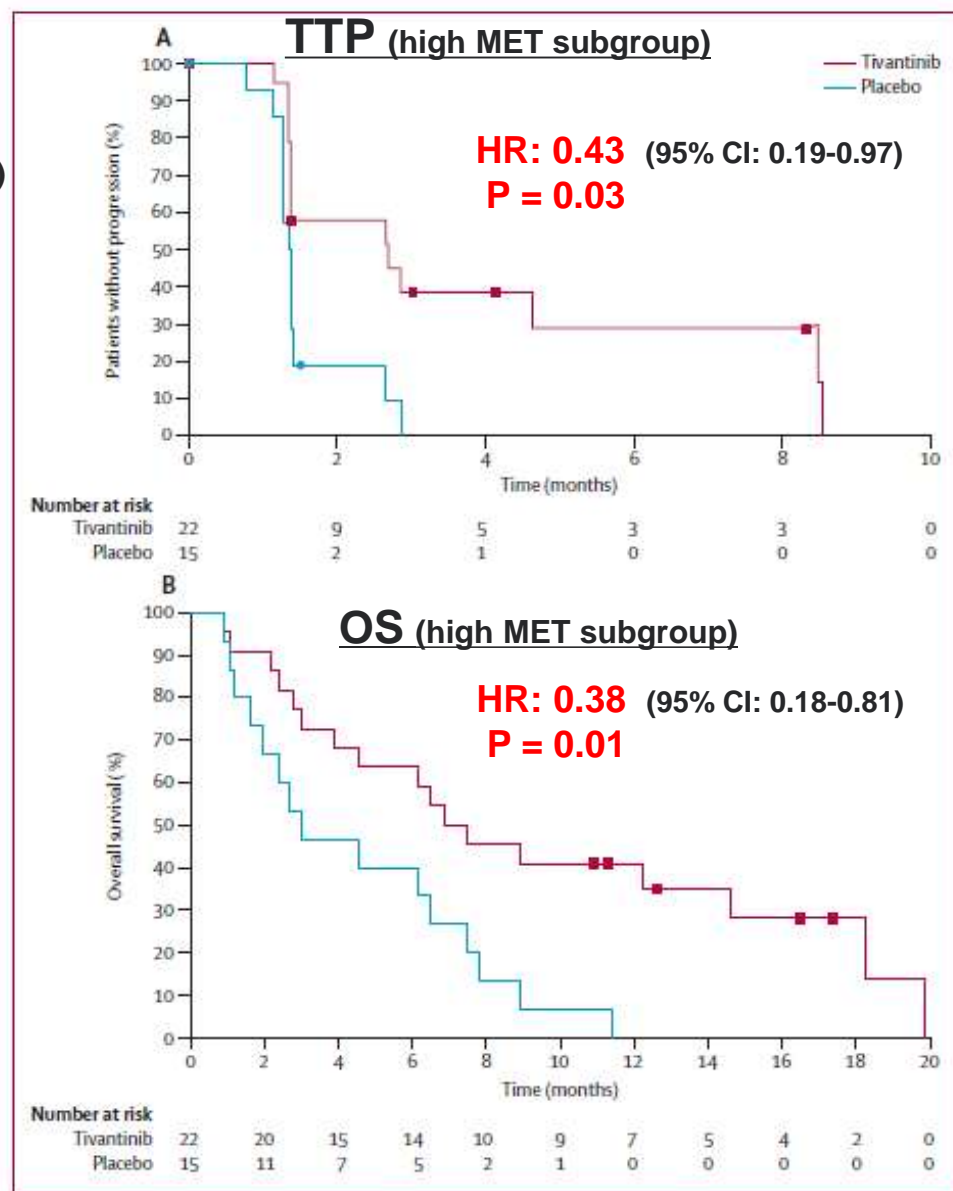 )
A
TTP (high MET subgroup)
Tivantinib
Placebo
HR: 0.43 (95% CI: 0.19-0.97)
P = 0.03
Patients without progression (%)
100
90
80
70
60
50
40
30
20
10
0
0 2 4 6 8 10
Time (months)
Number at risk
Tivantinib 22 9 5 3 3 0
Placebo 15 2 1 0 0 0
B
OS (high MET subgroup)
HR: 0.38 (95% CI: 0.18-0.81)
P = 0.01
Overall survival (%)
100
90
80
70
60
50
40
30
20
10
0
0 2 4 6 8 10 12 14 16 18 20
Time (months)
Number at risk
Tivantinib 22 20 15 14 10 9 7 5 4 2 0
Placebo 15 11 7 5 2 1 0 0 0 0 0